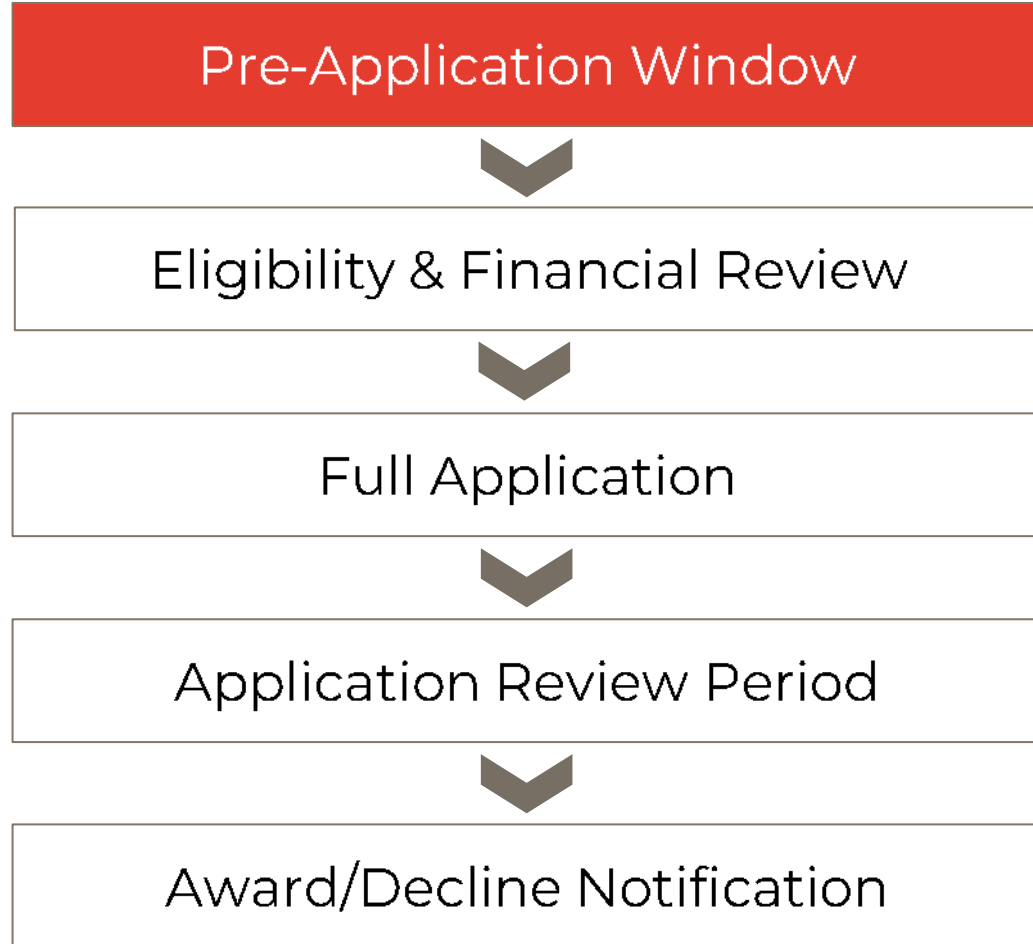 Pre-Application Window
Eligibility & Financial Review
Full Application
Application Review Period
Award/Decline Notification